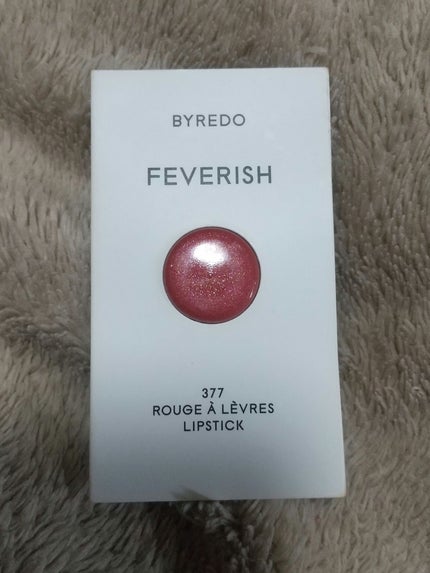 BYREDO
FEVERISH
377
ROUGE À LÈVRES
LIPSTICK